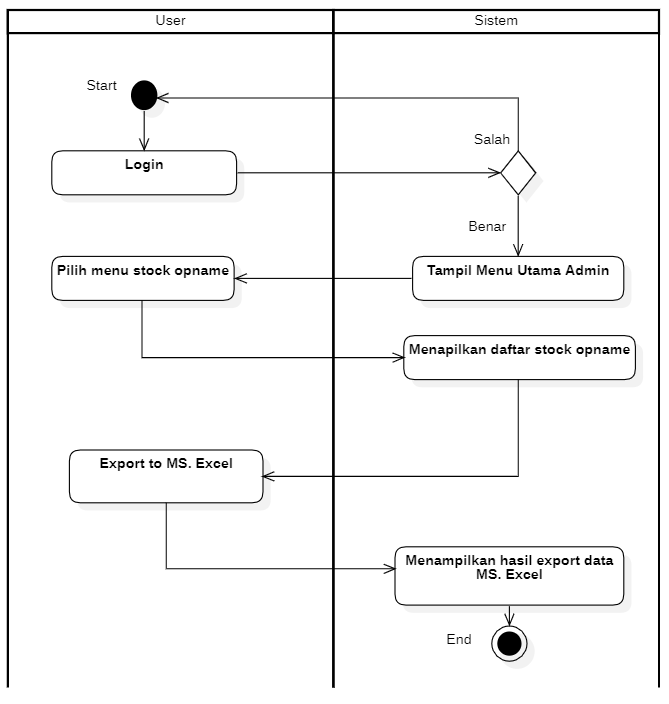 User
Sistem
Start
Salah
Login
Benar
Pilih menu stock opname
Tampil Menu Utama Admin
Menapilkan daftar stock opname
Export to MS. Excel
Menampilkan hasil export data
MS. Excel
End